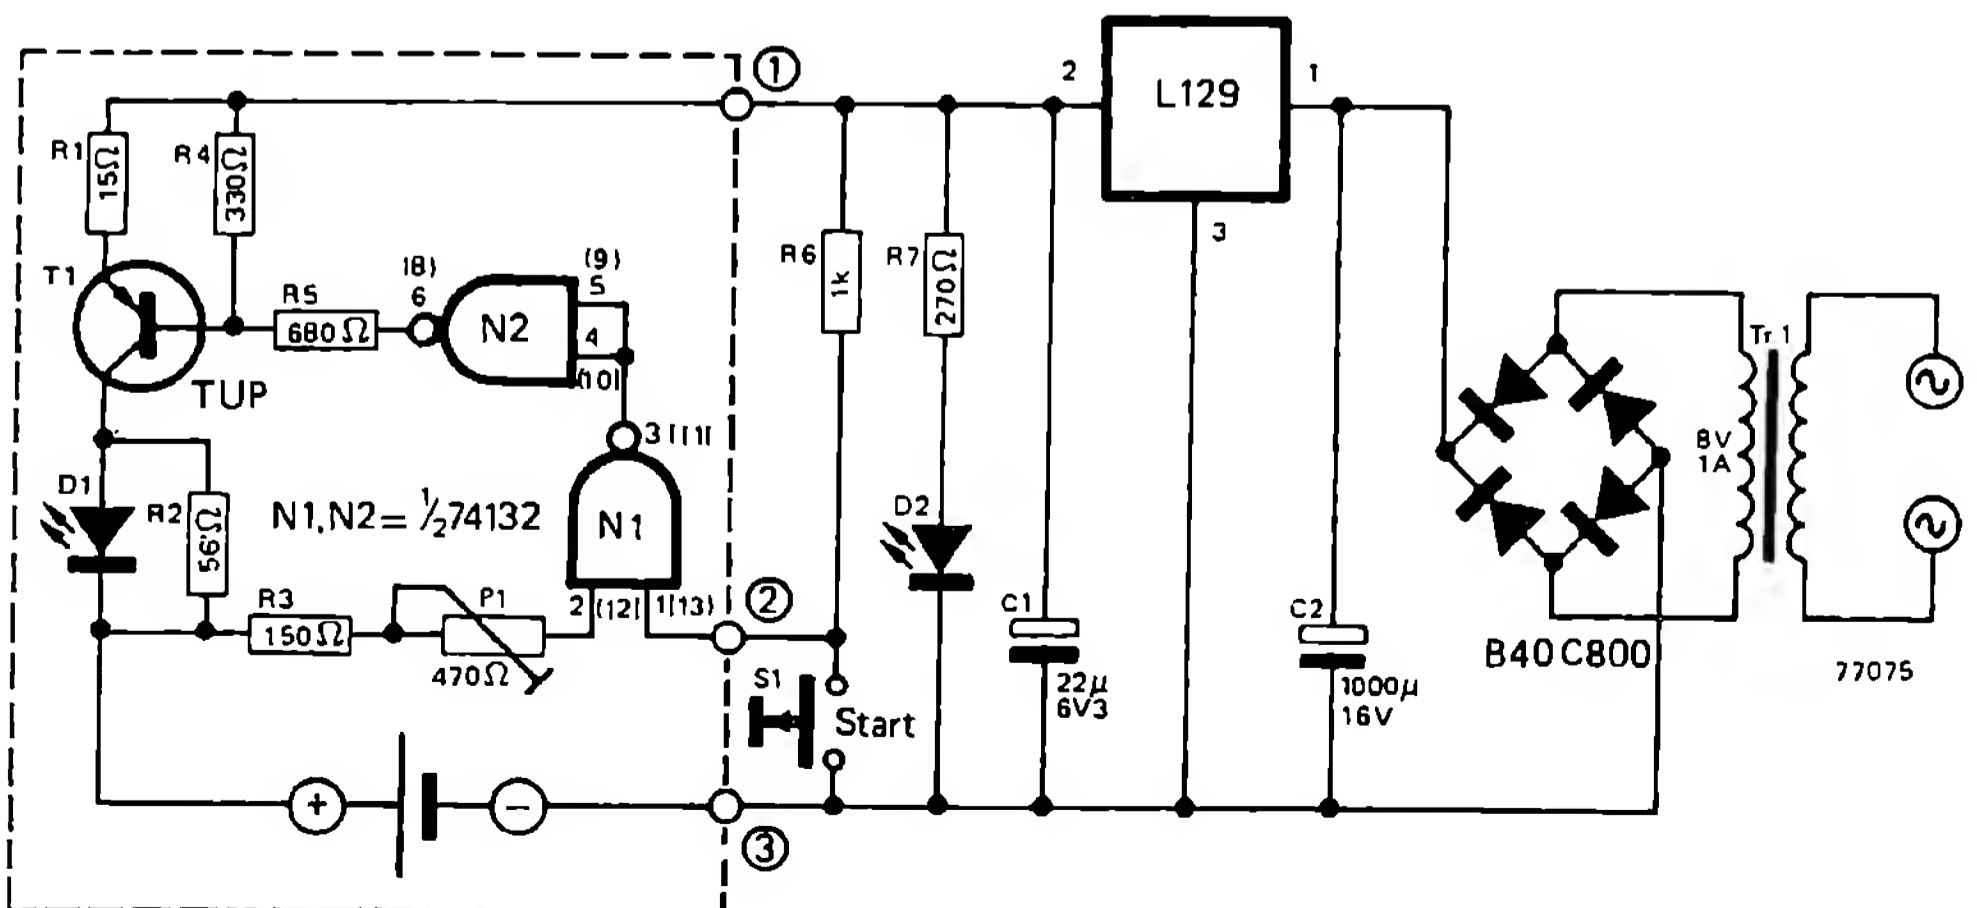 1
2
L129
1
3
R1
15Ω
R4
330Ω
T1
TUP
R5
680Ω
(8)
6
N2
(9)
5
4
(10)
3
N1
2
(12)
1(13)
N1,N2= ½74132
D1
R2
56Ω
R3
150Ω
P1
470Ω
+
−
2
3
R6
1k
R7
270Ω
D2
S1
Start
C1
22μ
6V3
C2
1000μ
16V
B40C800
Tr 1
8V
1A
~
~
77075